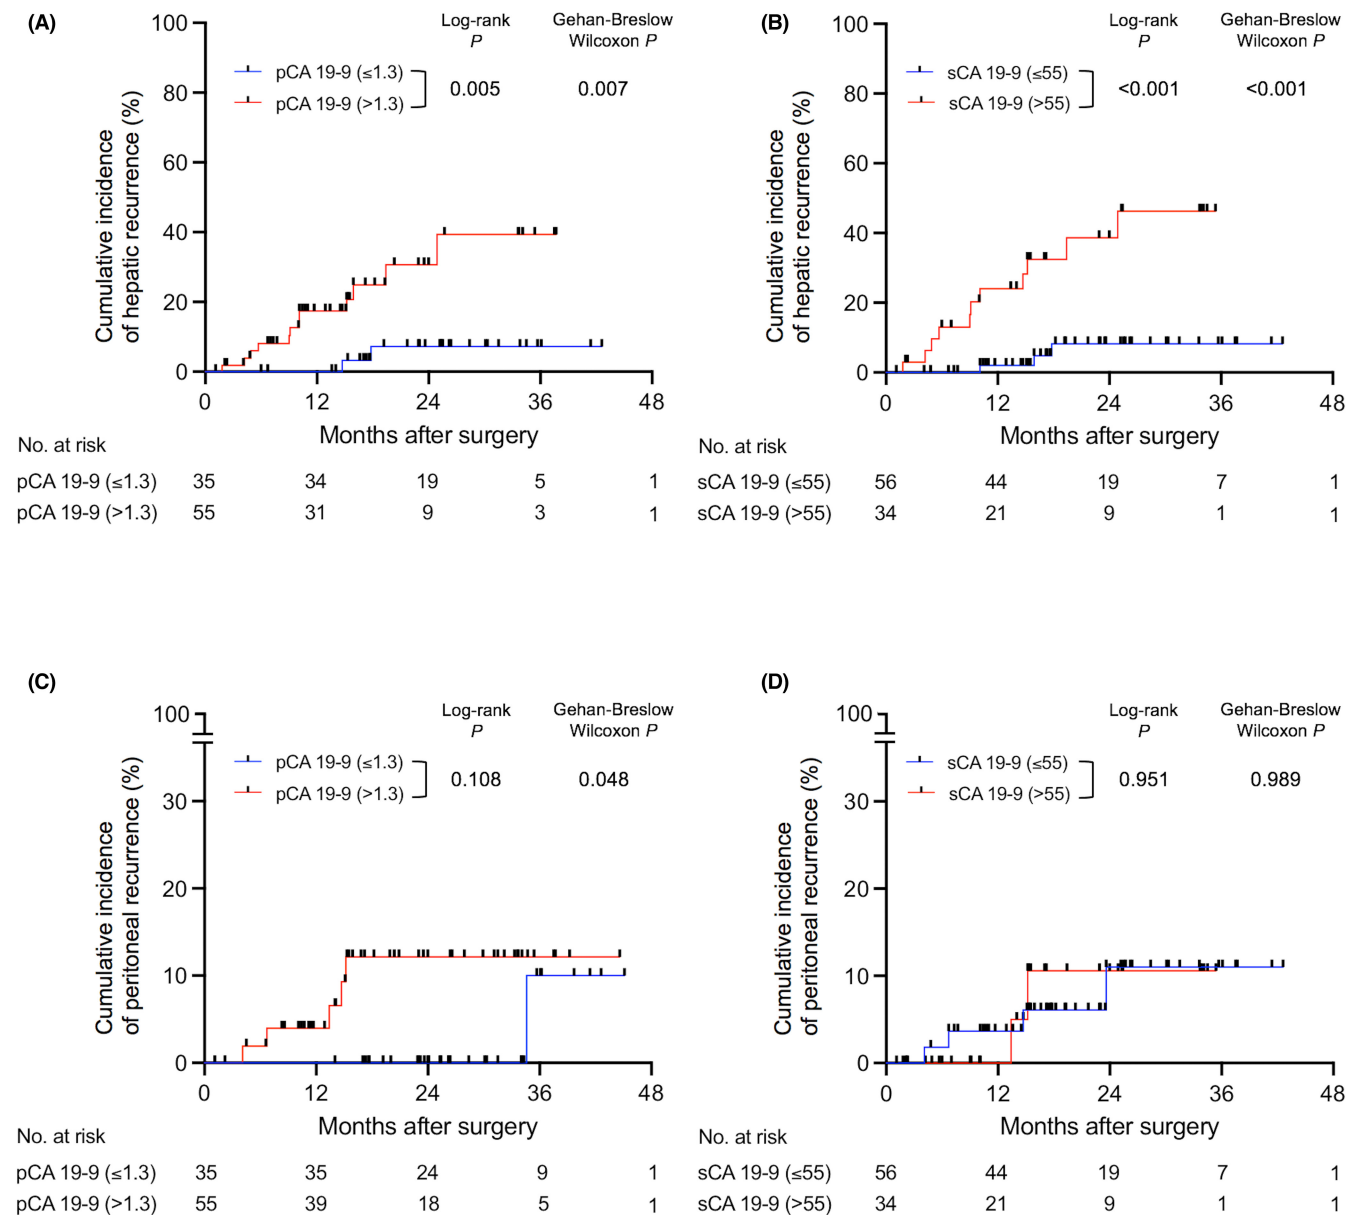 (A)
Log-rank P
Gehan-Breslow Wilcoxon P
pCA 19-9 (≤1.3)
pCA 19-9 (>1.3)
0.005
0.007
Cumulative incidence
of hepatic recurrence (%)
100
80
60
40
20
0
0 12 24 36 48
Months after surgery
No. at risk
pCA 19-9 (≤1.3) 35 34 19 5 1
pCA 19-9 (>1.3) 55 31 9 3 1
(B)
Log-rank P
Gehan-Breslow Wilcoxon P
sCA 19-9 (≤55)
sCA 19-9 (>55)
<0.001
<0.001
Cumulative incidence
of hepatic recurrence (%)
100
80
60
40
20
0
0 12 24 36 48
Months after surgery
No. at risk
sCA 19-9 (≤55) 56 44 19 7 1
sCA 19-9 (>55) 34 21 9 1 1
(C)
Log-rank P
Gehan-Breslow Wilcoxon P
pCA 19-9 (≤1.3)
pCA 19-9 (>1.3)
0.108
0.048
Cumulative incidence
of peritoneal recurrence (%)
100
30
20
10
0
0 12 24 36 48
Months after surgery
No. at risk
pCA 19-9 (≤1.3) 35 35 24 9 1
pCA 19-9 (>1.3) 55 39 18 5 1
(D)
Log-rank P
Gehan-Breslow Wilcoxon P
sCA 19-9 (≤55)
sCA 19-9 (>55)
0.951
0.989
Cumulative incidence
of peritoneal recurrence (%)
100
30
20
10
0
0 12 24 36 48
Months after surgery
No. at risk
sCA 19-9 (≤55) 56 44 19 7 1
sCA 19-9 (>55) 34 21 9 1 1